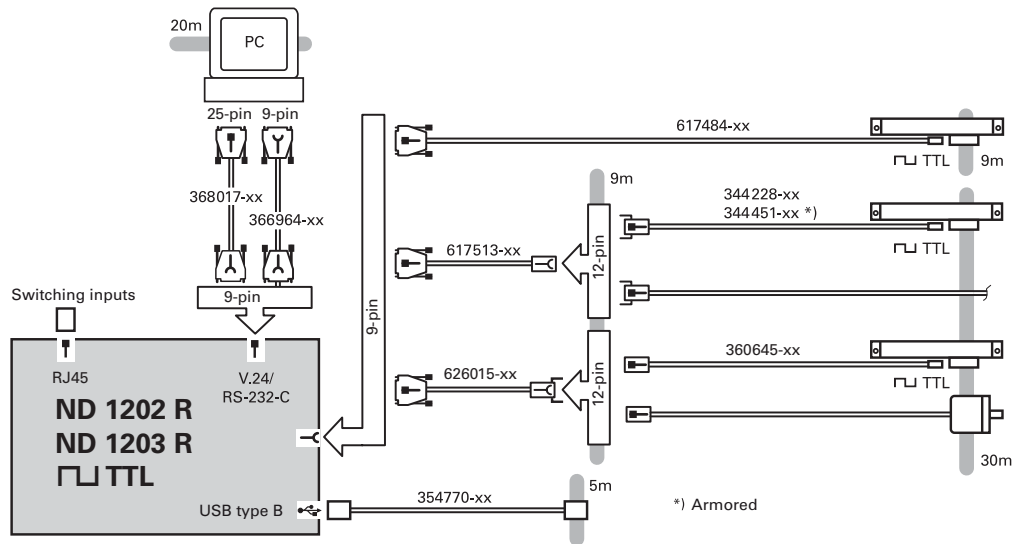 20m
PC
25-pin 9-pin
617484-xx
TTL 9m
368017-xx
366964-xx
9m
344228-xx
344451-xx *)
TTL
617513-xx
12-pin
9-pin
Switching inputs
9-pin
RJ45
V.24/
RS-232-C
360645-xx
626015-xx
12-pin
TTL
ND 1202 R
ND 1203 R
TTL
30m
USB type B
354770-xx
5m
*) Armored